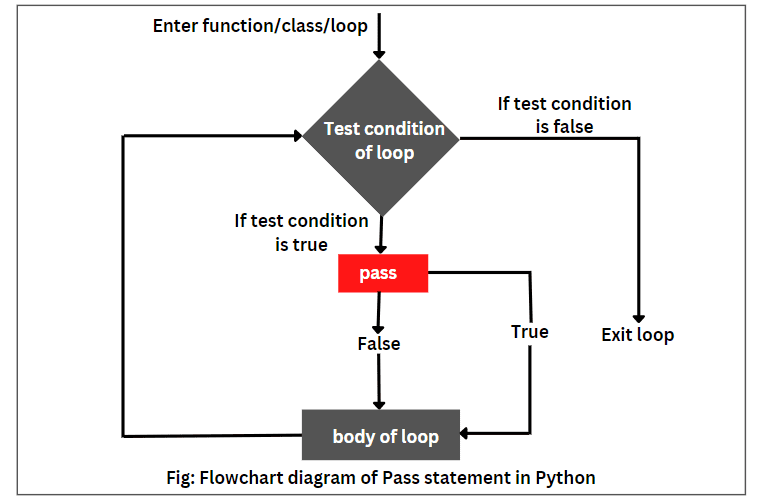 Enter function/class/loop
If test condition
is false
Test condition
of loop
If test condition
is true
pass
False
True
Exit loop
body of loop
Fig: Flowchart diagram of Pass statement in Python